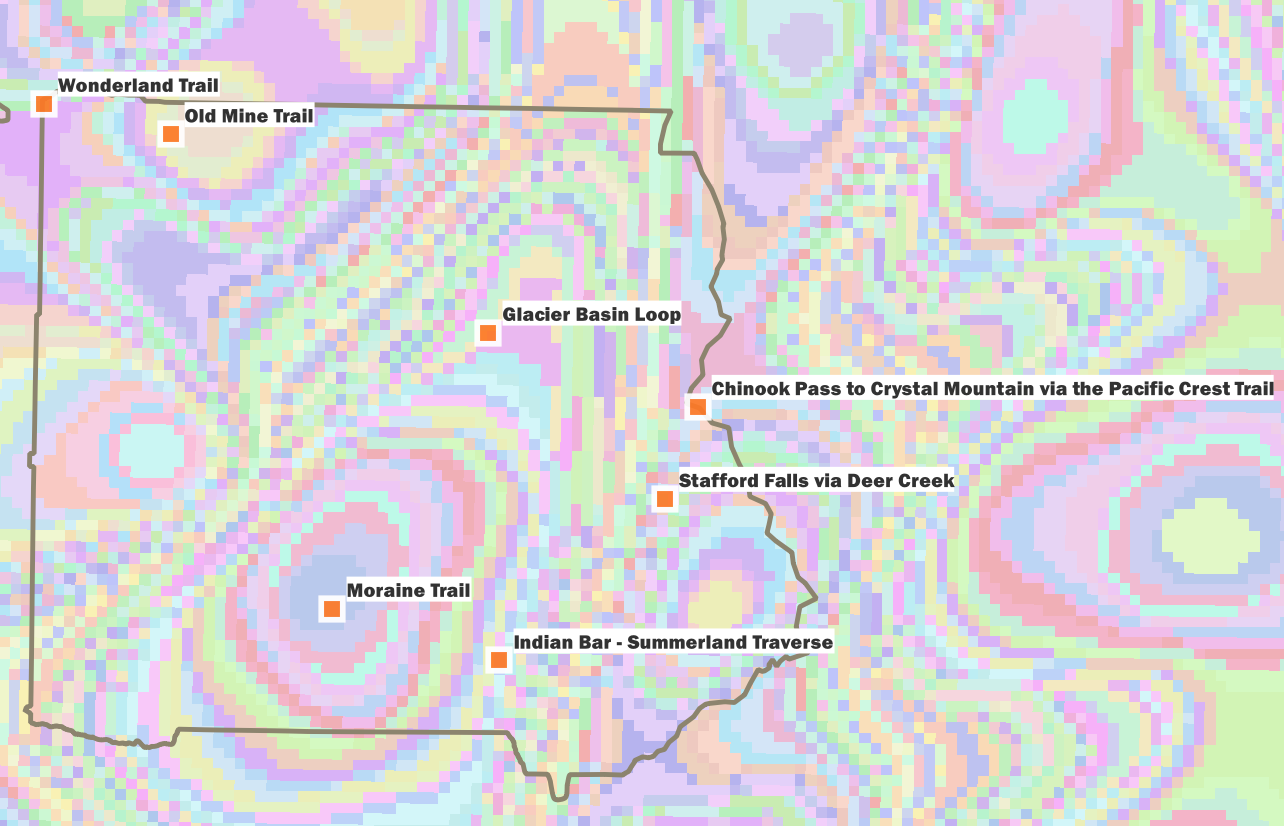 Wonderland Trail
Old Mine Trail
Glacier Basin Loop
Chinook Pass to Crystal Mountain via the Pacific Crest Trail
Stafford Falls via Deer Creek
Moraine Trail
Indian Bar - Summerland Traverse